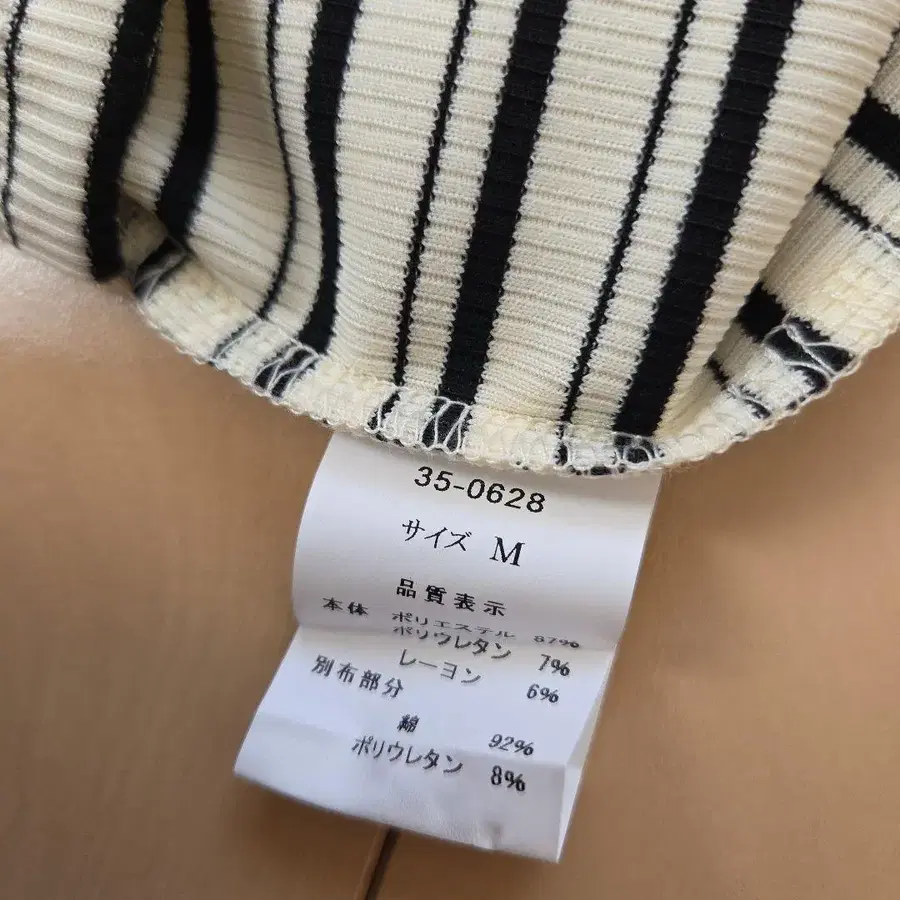 35-0628
サイズ M
品質表示
本体 ポリエステル 87%
ポリウレタン 7%
レーヨン 6%
別布部分
綿 92%
ポリウレタン 8%